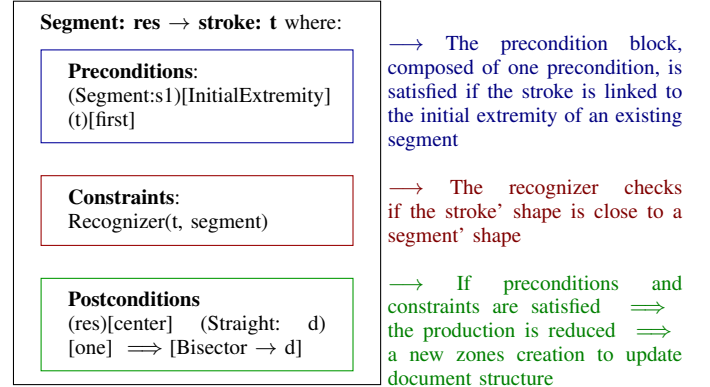 Segment: res → stroke: t where:
Preconditions:
(Segment:s1)[InitialExtremity]
(t)[first]
⟶ The precondition block,
composed of one precondition, is
satisfied if the stroke is linked to
the initial extremity of an existing
segment
Constraints:
Recognizer(t, segment)
⟶ The recognizer checks
if the stroke' shape is close to a
segment' shape
Postconditions
(res)[center] (Straight: d)
[one] ⟹ [Bisector → d]
⟶ If preconditions and
constraints are satisfied ⟹
the production is reduced ⟹
a new zones creation to update
document structure